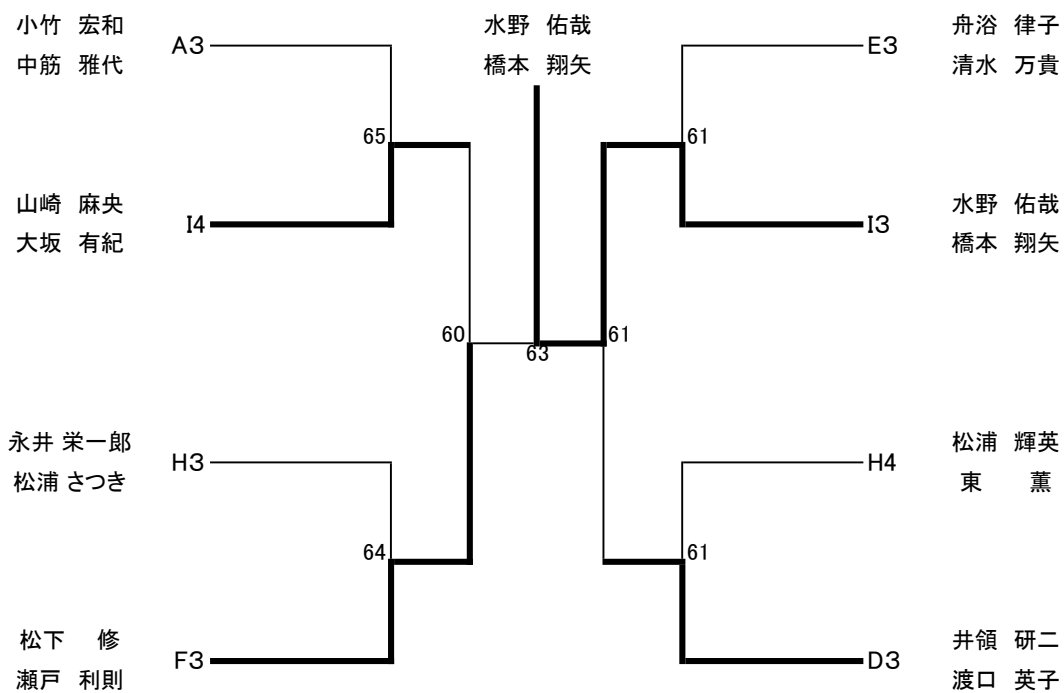 小竹 宏和
中筋 雅代
A3
水野 佑哉
橋本 翔矢
E3
舟浴 律子
清水 万貴
65
61
山崎 麻央
大坂 有紀
I4
I3
水野 佑哉
橋本 翔矢
60
63
61
永井 栄一郎
松浦 さつき
H3
H4
松浦 輝英
東 薫
64
61
松下 修
瀬戸 利則
F3
D3
井領 研二
渡口 英子